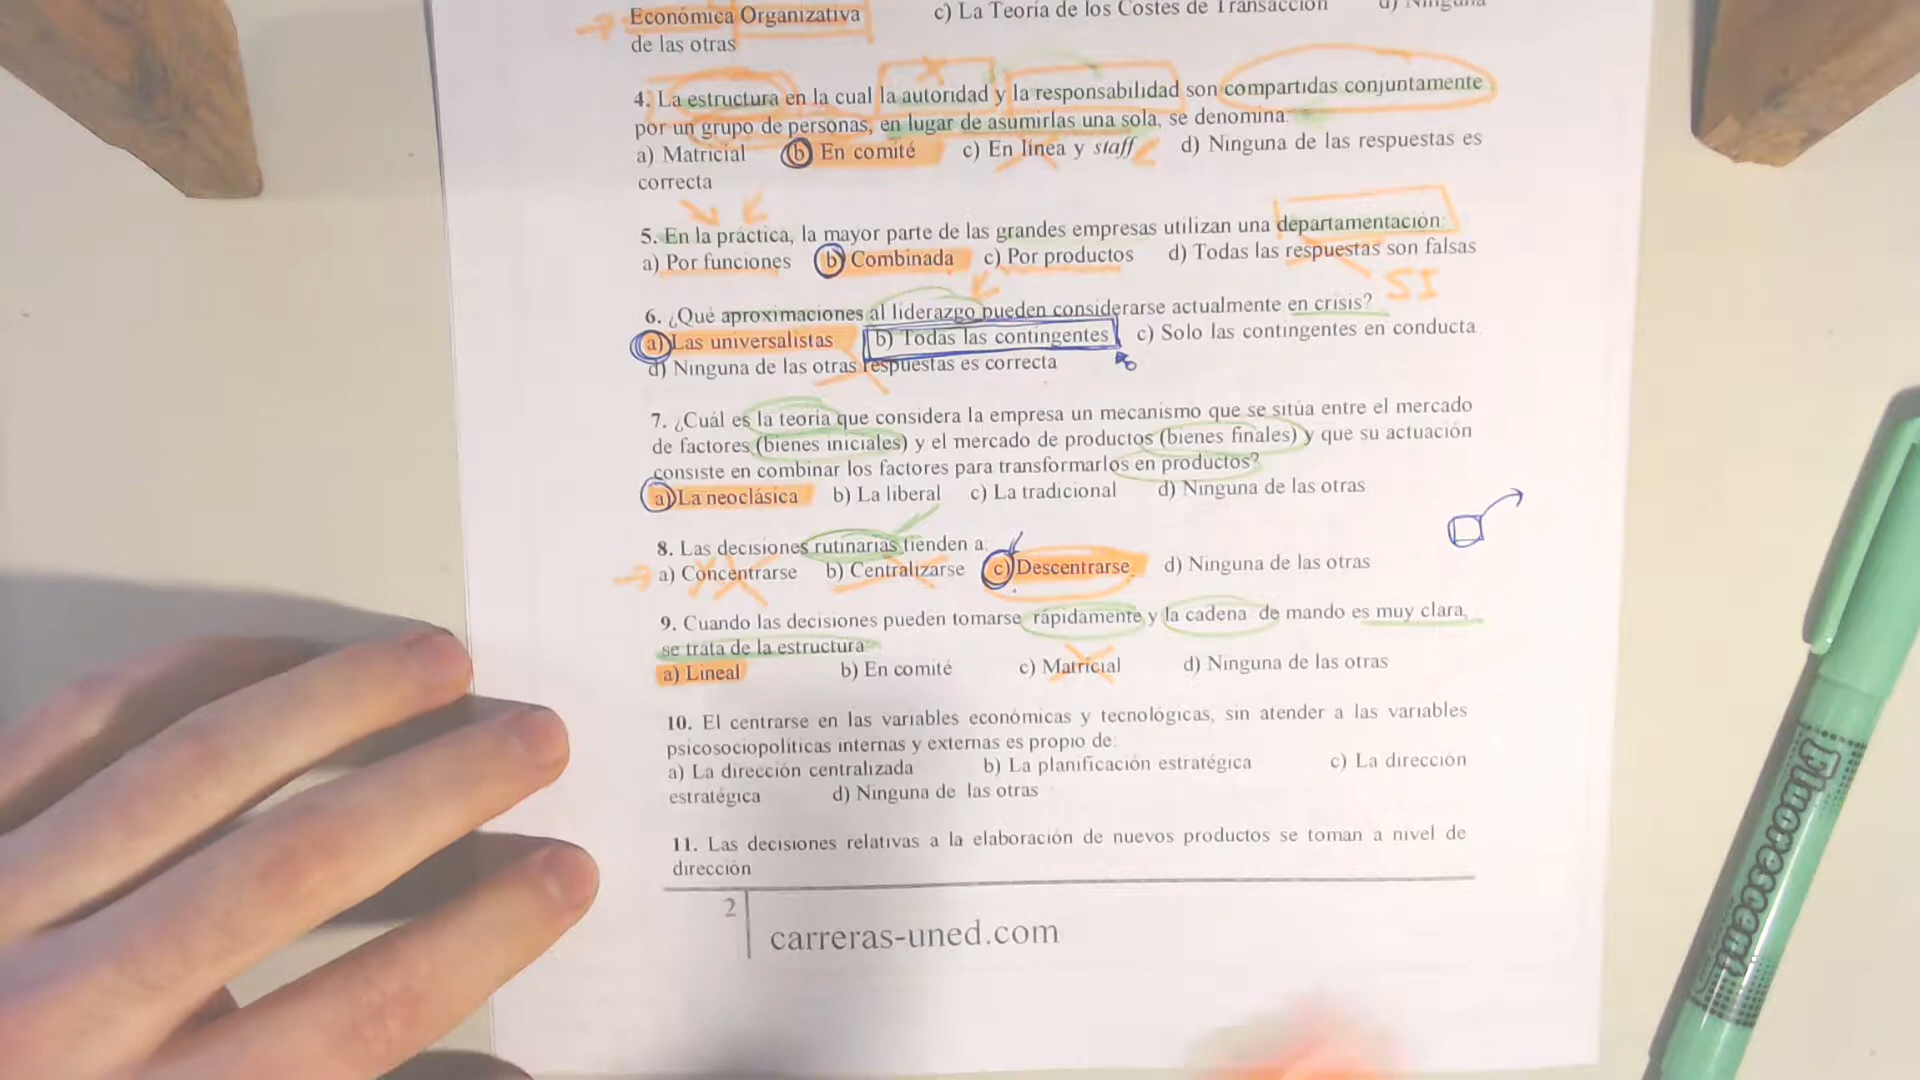 Económica Organizativa c) La Teoría de los Costes de Transacción d) Ninguna
de las otras
4. La estructura en la cual la autoridad y la responsabilidad son compartidas conjuntamente
por un grupo de personas, en lugar de asumirlas una sola, se denomina:
a) Matricial b) En comité c) En línea y staff d) Ninguna de las respuestas es
correcta
5. En la práctica, la mayor parte de las grandes empresas utilizan una departamentación:
a) Por funciones b) Combinada c) Por productos d) Todas las respuestas son falsas
SI
6. ¿Qué aproximaciones al liderazgo pueden considerarse actualmente en crisis?
a) Las universalistas b) Todas las contingentes c) Solo las contingentes en conducta
d) Ninguna de las otras respuestas es correcta
7. ¿Cuál es la teoría que considera la empresa un mecanismo que se sitúa entre el mercado
de factores (bienes iniciales) y el mercado de productos (bienes finales) y que su actuación
consiste en combinar los factores para transformarlos en productos?
a) La neoclásica b) La liberal c) La tradicional d) Ninguna de las otras
8. Las decisiones rutinarias tienden a:
a) Concentrarse b) Centralizarse c) Descentrarse d) Ninguna de las otras
9. Cuando las decisiones pueden tomarse rápidamente y la cadena de mando es muy clara,
se trata de la estructura:
a) Lineal b) En comité c) Matricial d) Ninguna de las otras
10. El centrarse en las variables económicas y tecnológicas, sin atender a las variables
psicosociopolíticas internas y externas es propio de:
a) La dirección centralizada b) La planificación estratégica c) La dirección
estratégica d) Ninguna de las otras
11. Las decisiones relativas a la elaboración de nuevos productos se toman a nivel de
dirección
2
carreras-uned.com
Fluorescent